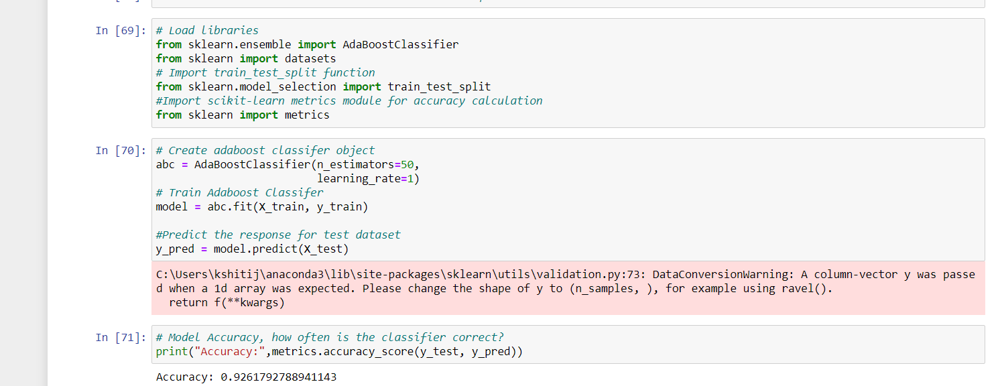 In [69]: # Load libraries
from sklearn.ensemble import AdaBoostClassifier
from sklearn import datasets
# Import train_test_split function
from sklearn.model_selection import train_test_split
#Import scikit-learn metrics module for accuracy calculation
from sklearn import metrics
In [70]: # Create adaboost classifer object
abc = AdaBoostClassifier(n_estimators=50,
learning_rate=1)
# Train Adaboost Classifer
model = abc.fit(X_train, y_train)
#Predict the response for test dataset
y_pred = model.predict(X_test)
C:\Users\kshitij\anaconda3\lib\site-packages\sklearn\utils\validation.py:73: DataConversionWarning: A column-vector y was passe
d when a 1d array was expected. Please change the shape of y to (n_samples, ), for example using ravel().
return f(**kwargs)
In [71]: # Model Accuracy, how often is the classifier correct?
print("Accuracy:",metrics.accuracy_score(y_test, y_pred))
Accuracy: 0.9261792788941143